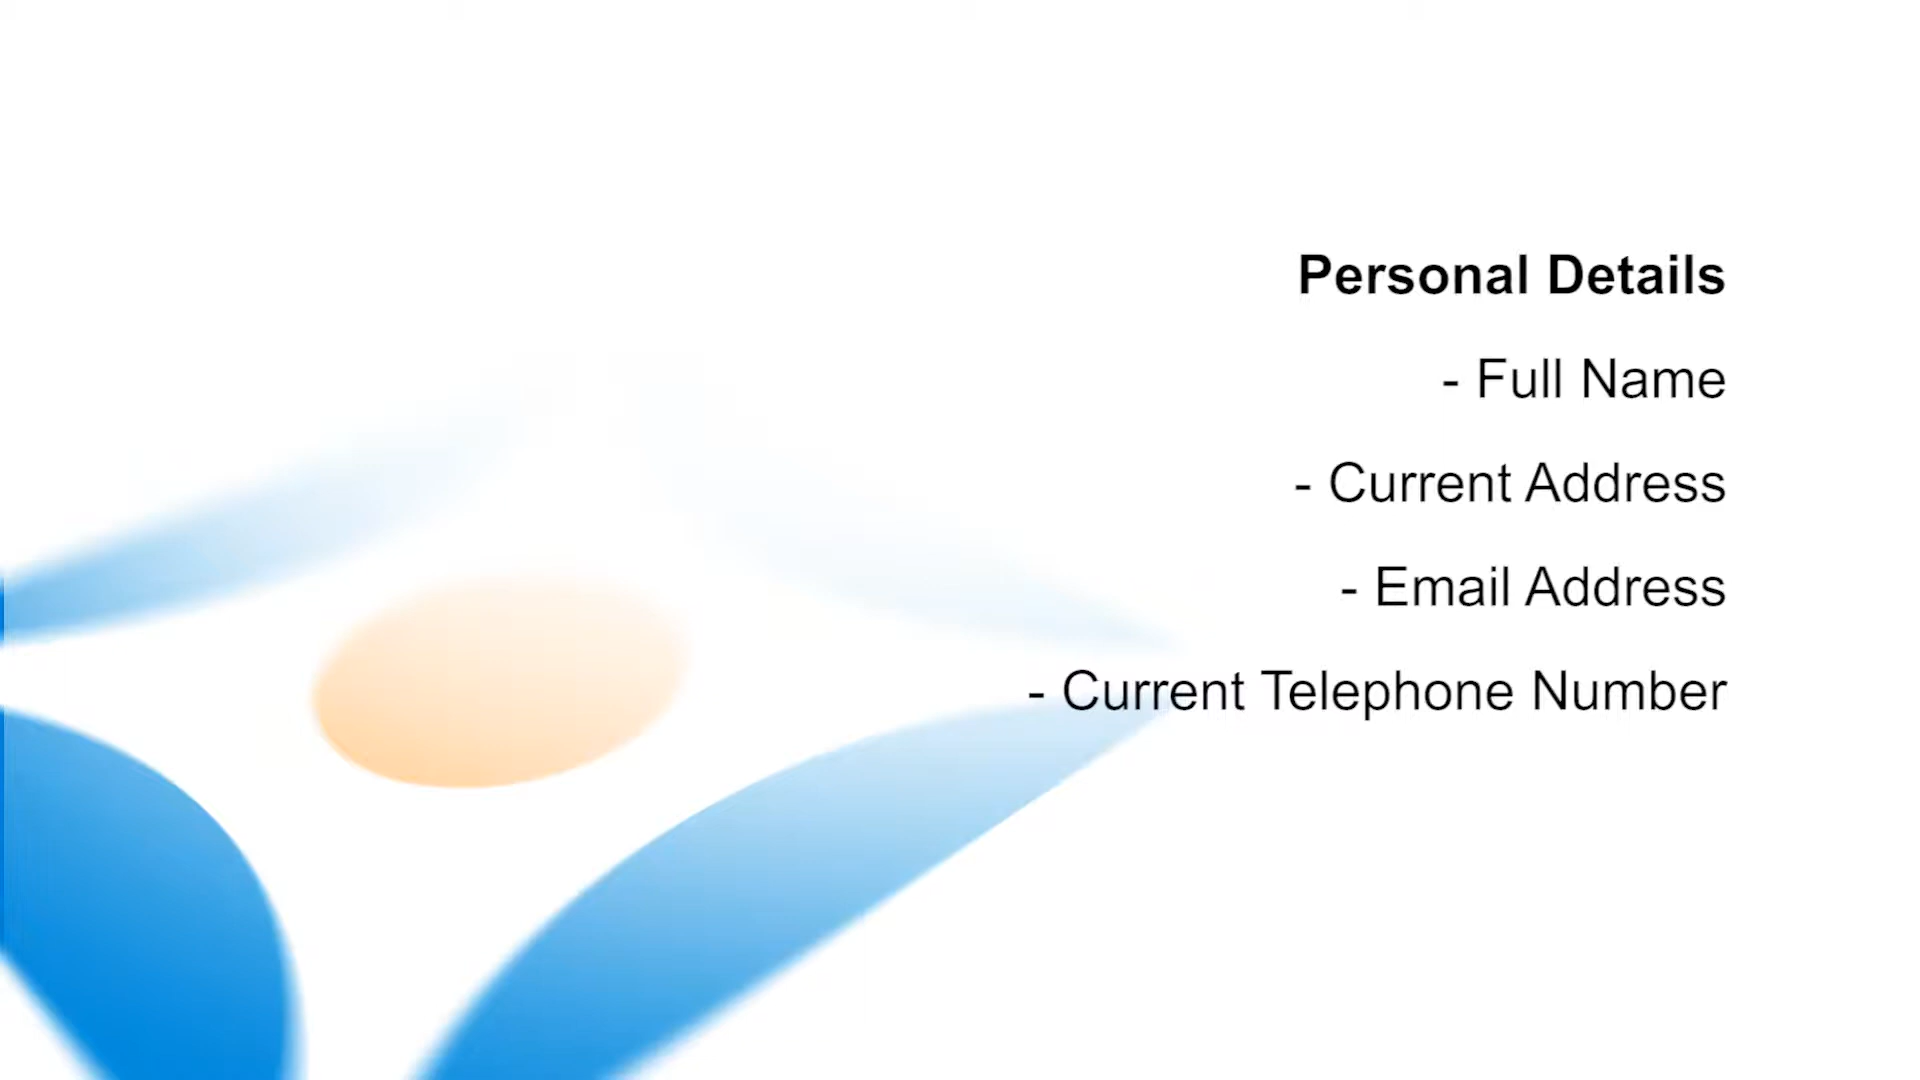 Personal Details
- Full Name
- Current Address
- Email Address
- Current Telephone Number